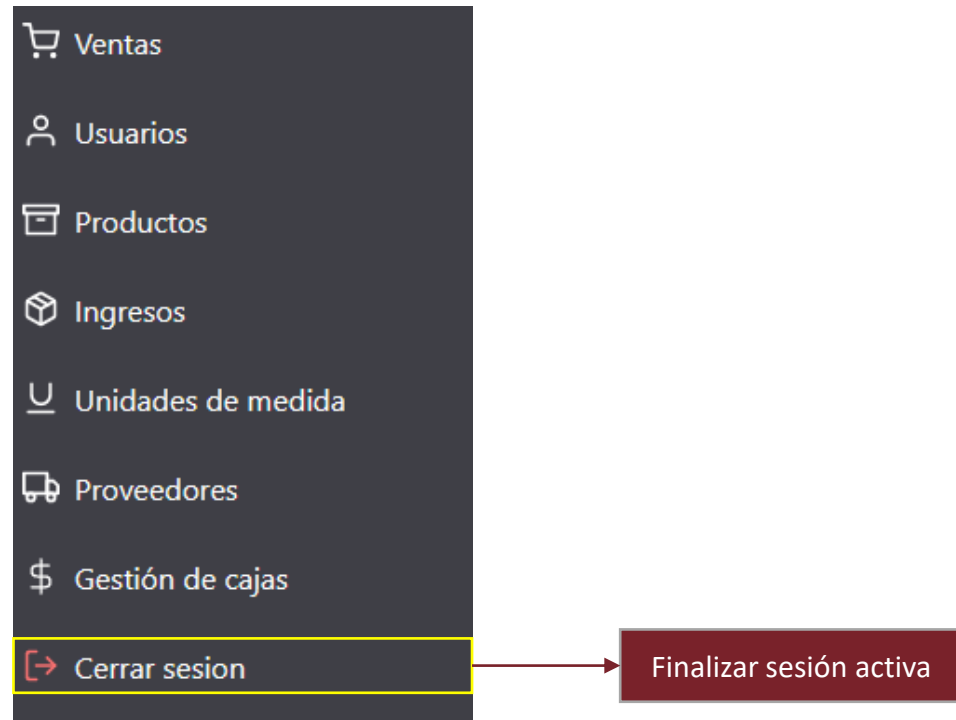 Ventas
Usuarios
Productos
Ingresos
Unidades de medida
Proveedores
Gestión de cajas
Cerrar sesion
Finalizar sesión activa